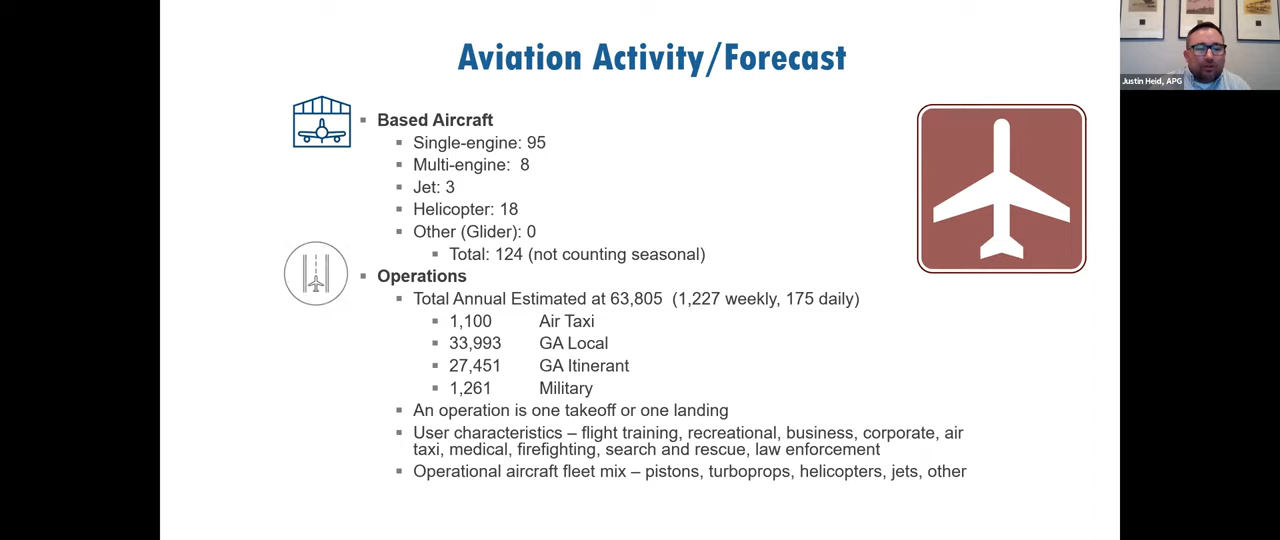 Aviation Activity/Forecast
Justin Heid, APG
▪ Based Aircraft
▪ Single-engine: 95
▪ Multi-engine: 8
▪ Jet: 3
▪ Helicopter: 18
▪ Other (Glider): 0
▪ Total: 124 (not counting seasonal)
▪ Operations
▪ Total Annual Estimated at 63,805 (1,227 weekly, 175 daily)
▪ 1,100 Air Taxi
▪ 33,993 GA Local
▪ 27,451 GA Itinerant
▪ 1,261 Military
▪ An operation is one takeoff or one landing
▪ User characteristics – flight training, recreational, business, corporate, air
taxi, medical, firefighting, search and rescue, law enforcement
▪ Operational aircraft fleet mix – pistons, turboprops, helicopters, jets, other